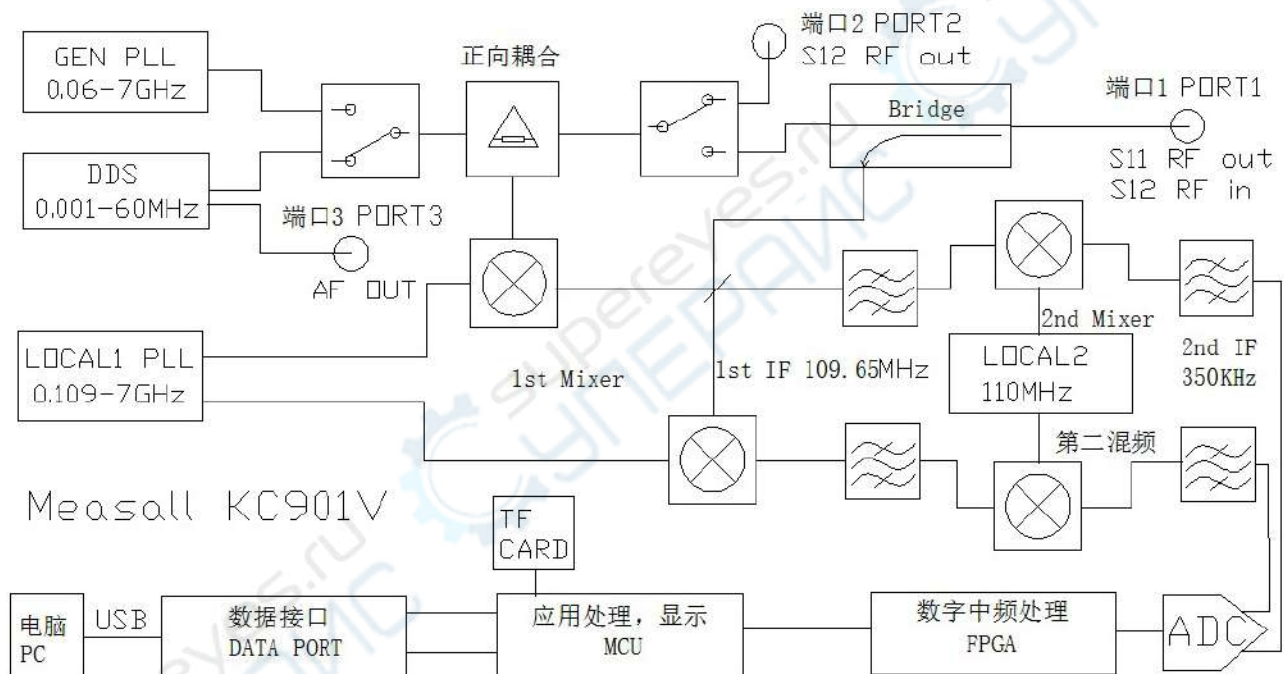 GEN PLL
0.06-7GHz
正向耦合
端口2 PORT2
S12 RF out
端口1 PORT1
Bridge
S11 RF out
S12 RF in
DDS
0.001-60MHz
端口3 PORT3
AF OUT
2nd Mixer
LOCAL1 PLL
0.109-7GHz
1st Mixer
1st IF 109.65MHz
LOCAL2
110MHz
2nd IF
350KHz
第二混频
Measall KC901V
TF
CARD
电脑
PC
USB
数据接口
DATA PORT
应用处理，显示
MCU
数字中频处理
FPGA
ADC
supereyes.ru
СУПЕРАЙС